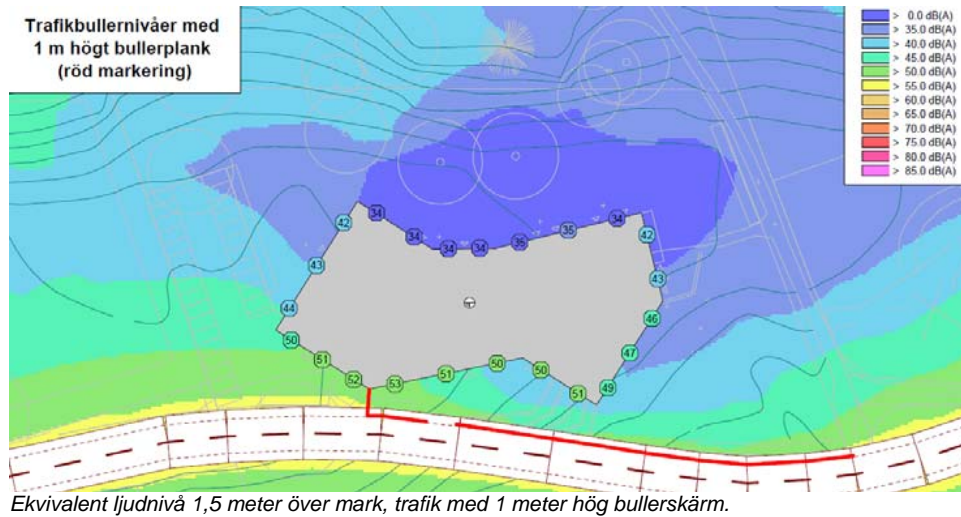 Trafikbullernivåer med
1 m högt bullerplank
(röd markering)
> 0.0 dB(A)
> 35.0 dB(A)
> 40.0 dB(A)
> 45.0 dB(A)
> 50.0 dB(A)
> 55.0 dB(A)
> 60.0 dB(A)
> 65.0 dB(A)
> 70.0 dB(A)
> 75.0 dB(A)
> 80.0 dB(A)
> 85.0 dB(A)
42
34
34
34
34
35
35
34
42
43
43
44
46
50
47
51
52
53
51
50
50
49
51
Ekvivalent ljudnivå 1,5 meter över mark, trafik med 1 meter hög bullerskärm.